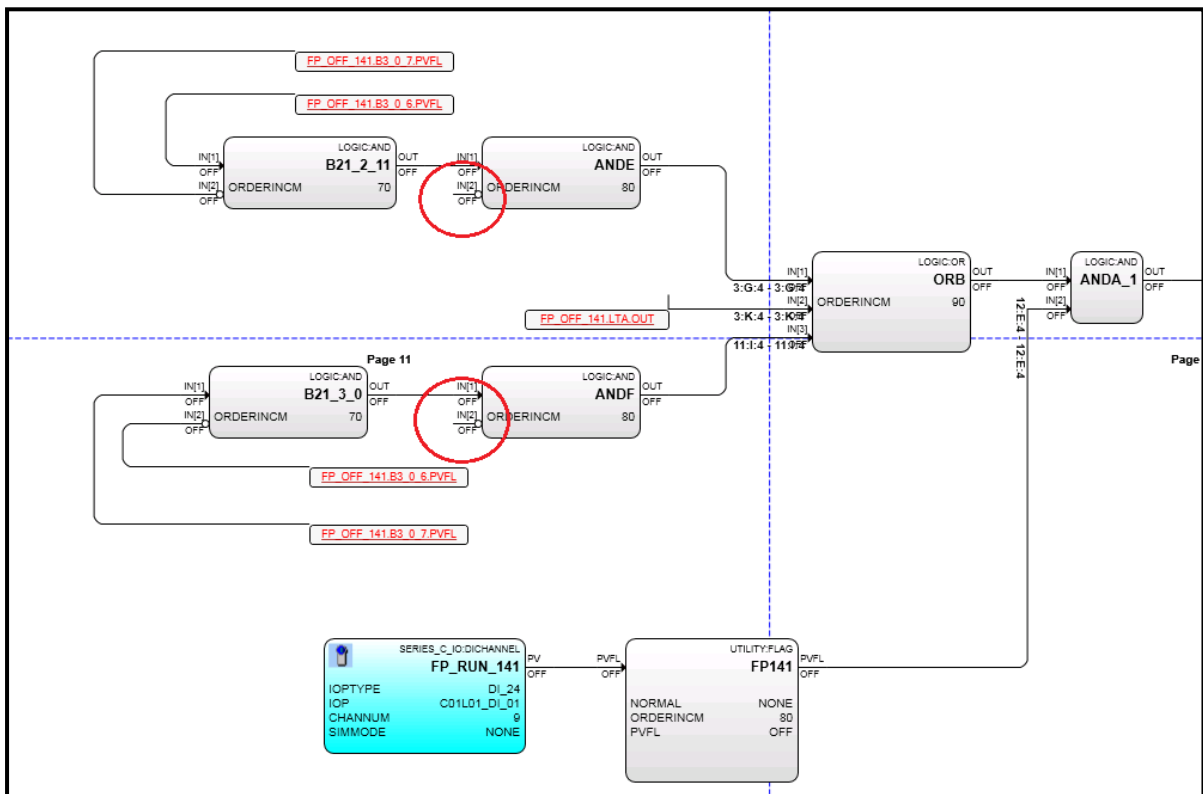 FP_OFF_141.B3_0_7.PVFL
FP_OFF_141.B3_0_6.PVFL
LOGIC:AND
IN[1] B21_2_11 OUT
OFF OFF
IN[2] ORDERINCM 70
OFF
LOGIC:AND
IN[1] ANDE OUT
OFF OFF
IN[2] ORDERINCM 80
OFF
LOGIC:OR
IN[1] ORB OUT
3:G:4 - 3:G:4 OFF OFF
IN[2] ORDERINCM 90
3:K:4 - 3:K:4 OFF
IN[3]
11:I:4 - 11:I:4 OFF
FP_OFF_141.LTA.OUT
LOGIC:AND
IN[1] ANDA_1 OUT
OFF OFF
IN[2]
OFF
12:E:4 - 12:E:4
Page 11
Page
LOGIC:AND
IN[1] B21_3_0 OUT
OFF OFF
IN[2] ORDERINCM 70
OFF
LOGIC:AND
IN[1] ANDF OUT
OFF OFF
IN[2] ORDERINCM 80
OFF
FP_OFF_141.B3_0_6.PVFL
FP_OFF_141.B3_0_7.PVFL
SERIES_C_IO:DICHANNEL
FP_RUN_141 PV
OFF
IOPTYPE DI_24
IOP C01L01_DI_01
CHANNUM 9
SIMMODE NONE
UTILITY:FLAG
PVFL FP141 PVFL
OFF OFF
NORMAL NONE
ORDERINCM 80
PVFL OFF